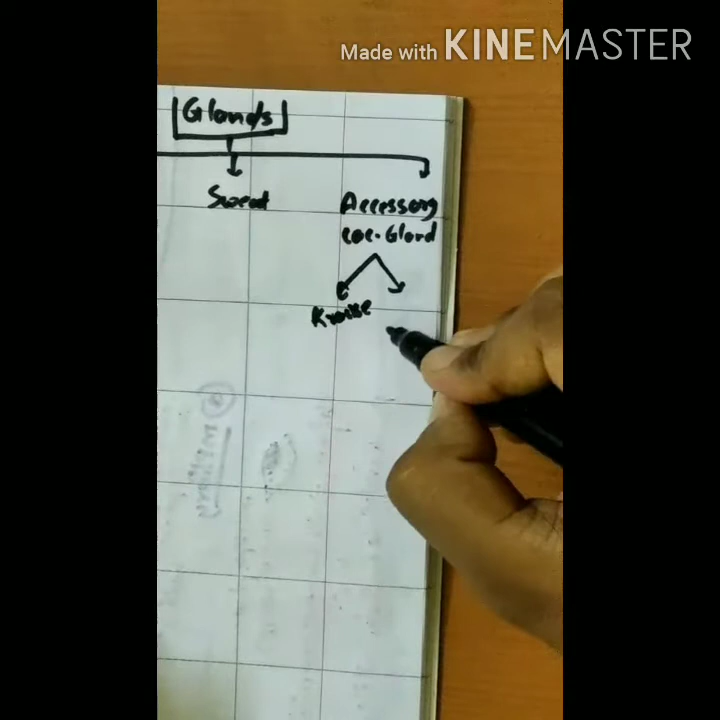 Made with KINEMASTER
Glands
Sweat
Accessory
Lac. Gland
Krause